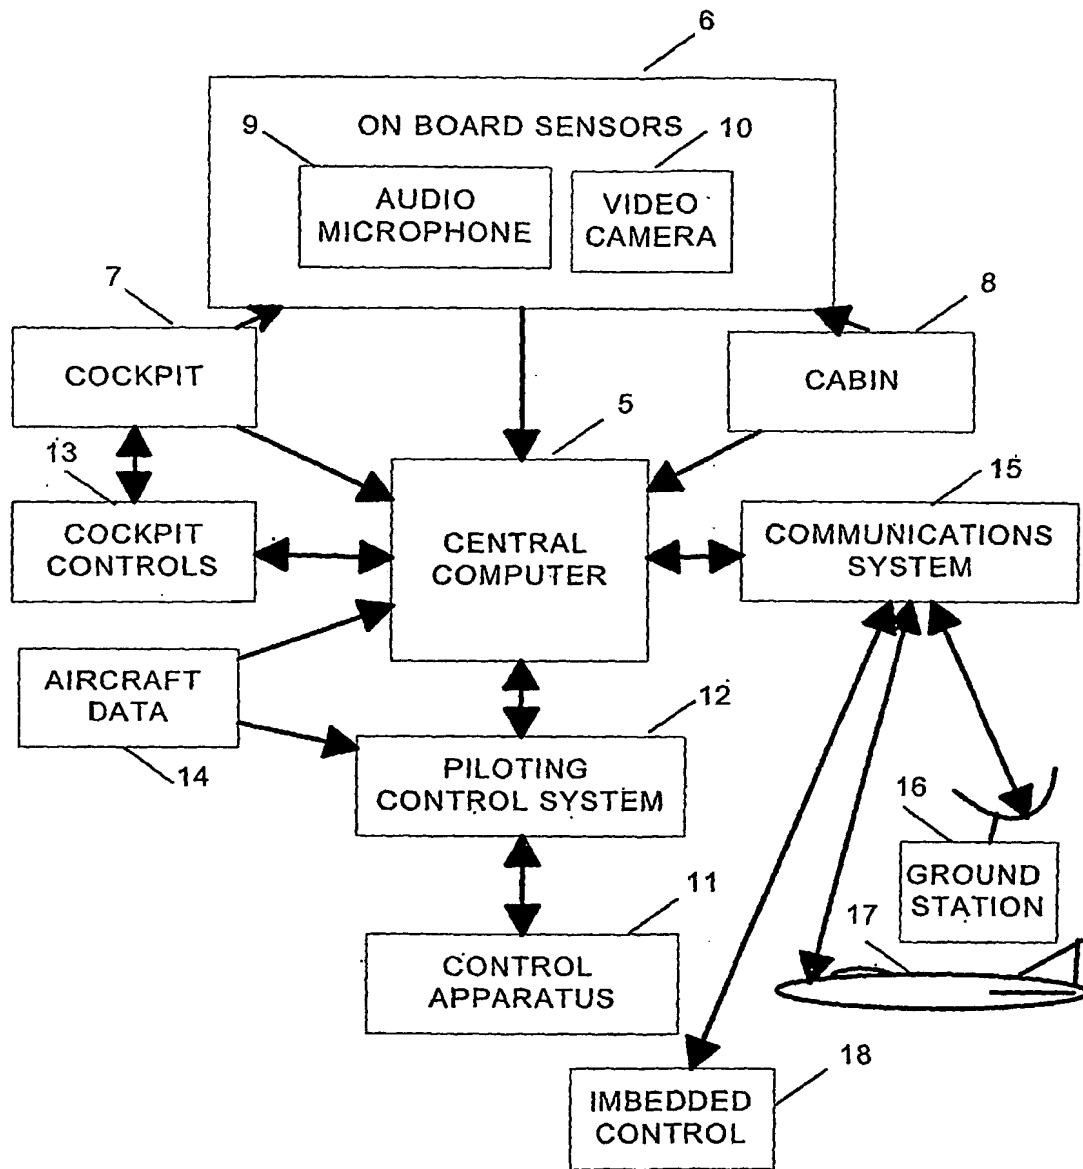 6
ON BOARD SENSORS
9
10
AUDIO
MICROPHONE
VIDEO
CAMERA
7
8
COCKPIT
CABIN
5
13
15
COCKPIT
CONTROLS
CENTRAL
COMPUTER
COMMUNICATIONS
SYSTEM
AIRCRAFT
DATA
14
12
PILOTING
CONTROL SYSTEM
16
GROUND
STATION
11
17
CONTROL
APPARATUS
18
IMBEDDED
CONTROL